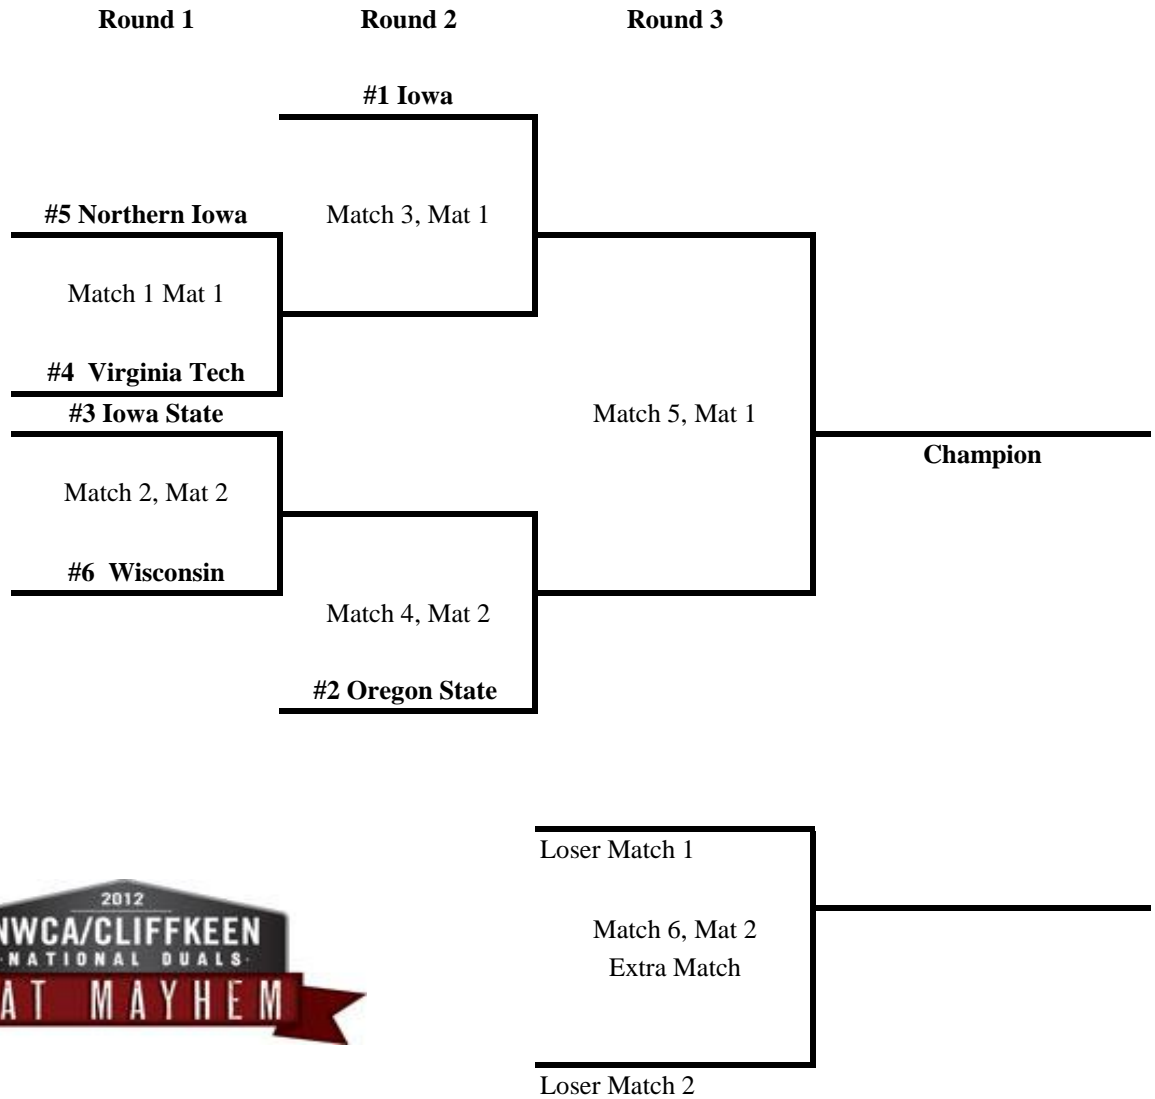 Round 1 Round 2 Round 3
#1 Iowa
#5 Northern Iowa
Match 3, Mat 1
Match 1 Mat 1
#4 Virginia Tech
#3 Iowa State
Match 5, Mat 1
Champion
Match 2, Mat 2
#6 Wisconsin
Match 4, Mat 2
#2 Oregon State
Loser Match 1
Match 6, Mat 2
Extra Match
Loser Match 2
2012
NWCA/CLIFFKEEN
·NATIONAL DUALS·
AT MAYHEM